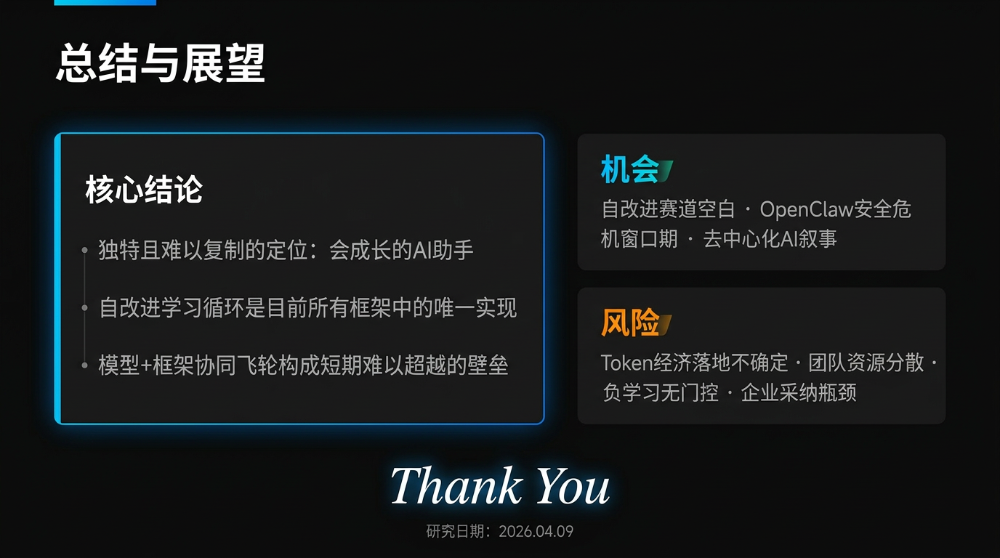 总结与展望
核心结论
独特且难以复制的定位：会成长的AI助手
自改进学习循环是目前所有框架中的唯一实现
模型+框架协同飞轮构成短期难以超越的壁垒
机会
自改进赛道空白 · OpenClaw安全危
机窗口期 · 去中心化AI叙事
风险
Token经济落地不确定 · 团队资源分散 ·
负学习无门控 · 企业采纳瓶颈
Thank You
研究日期：2026.04.09